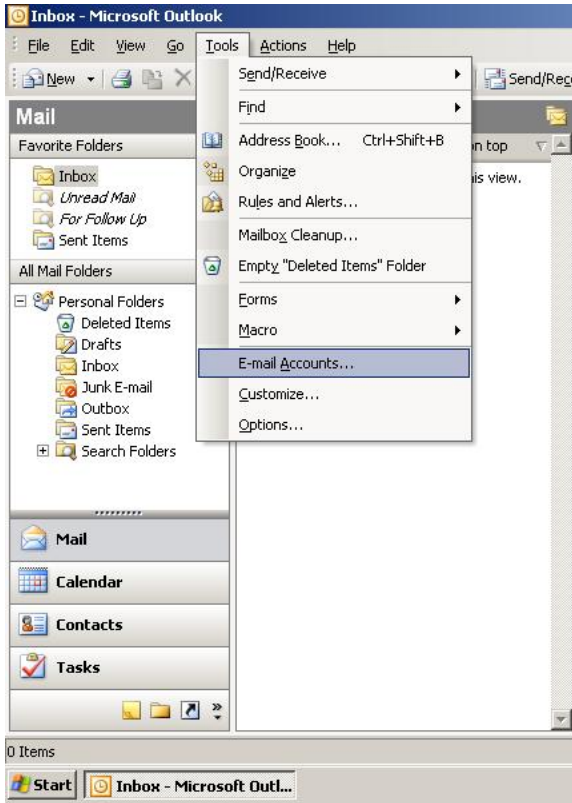 Inbox - Microsoft Outlook
File Edit View Go Tools Actions Help
New Send/Rec
Mail
Favorite Folders
Inbox
Unread Mail
For Follow Up
Sent Items
All Mail Folders
Personal Folders
Deleted Items
Drafts
Inbox
Junk E-mail
Outbox
Sent Items
Search Folders
Send/Receive
Find
Address Book... Ctrl+Shift+B
Organize
Rules and Alerts...
Mailbox Cleanup...
Empty "Deleted Items" Folder
Forms
Macro
E-mail Accounts...
Customize...
Options...
on top
his view.
Mail
Calendar
Contacts
Tasks
0 Items
Start Inbox - Microsoft Outl...